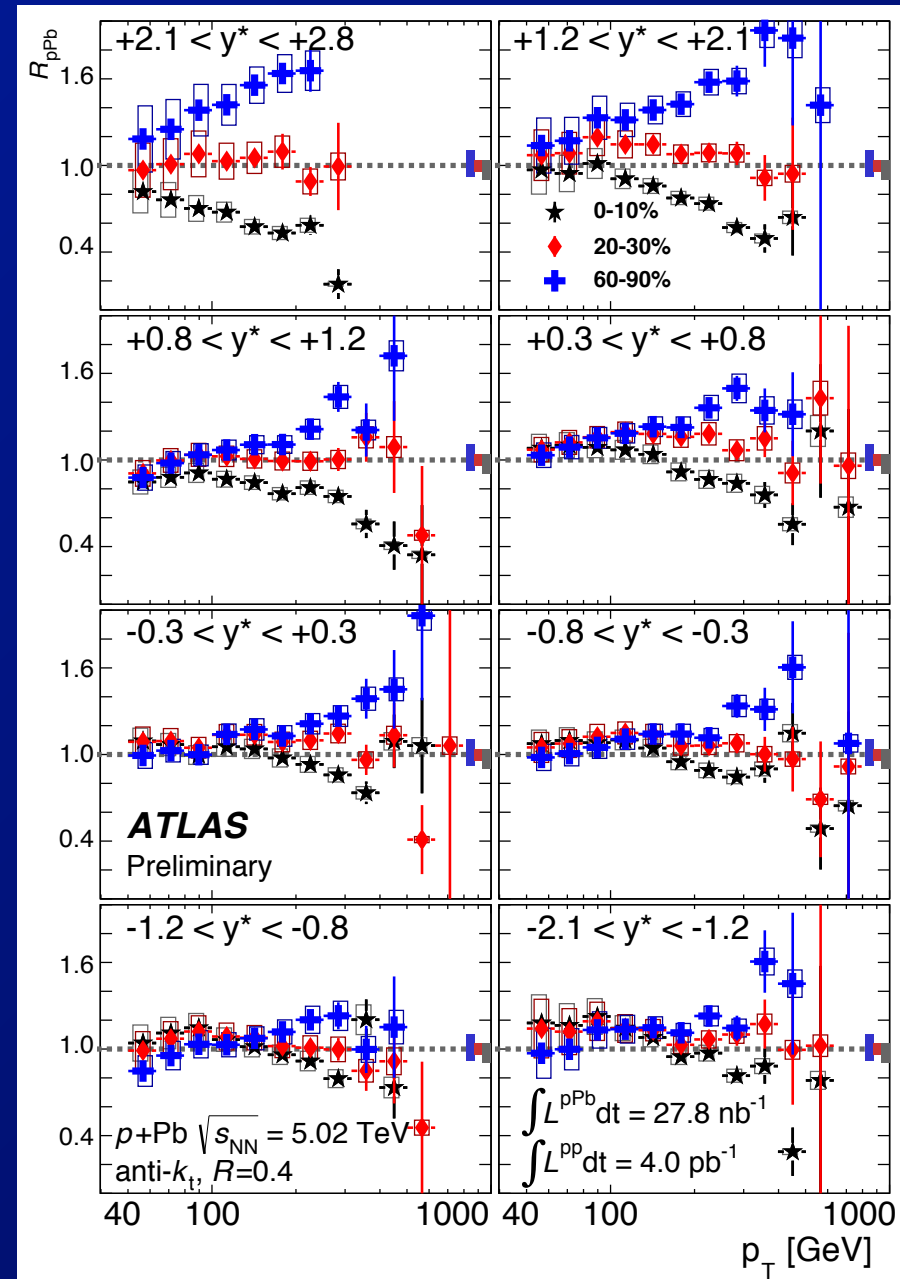 R_pPb
+2.1 < y* < +2.8
+1.2 < y* < +2.1
1.6
1.0
0.4
0-10%
20-30%
60-90%
+0.8 < y* < +1.2
+0.3 < y* < +0.8
1.6
1.0
0.4
-0.3 < y* < +0.3
-0.8 < y* < -0.3
1.6
1.0
0.4
ATLAS
Preliminary
-1.2 < y* < -0.8
-2.1 < y* < -1.2
1.6
1.0
0.4
p+Pb √s_NN = 5.02 TeV
anti-k_t, R=0.4
∫L^pPb dt = 27.8 nb^-1
∫L^pp dt = 4.0 pb^-1
40 100 1000 40 100 1000
p_T [GeV]